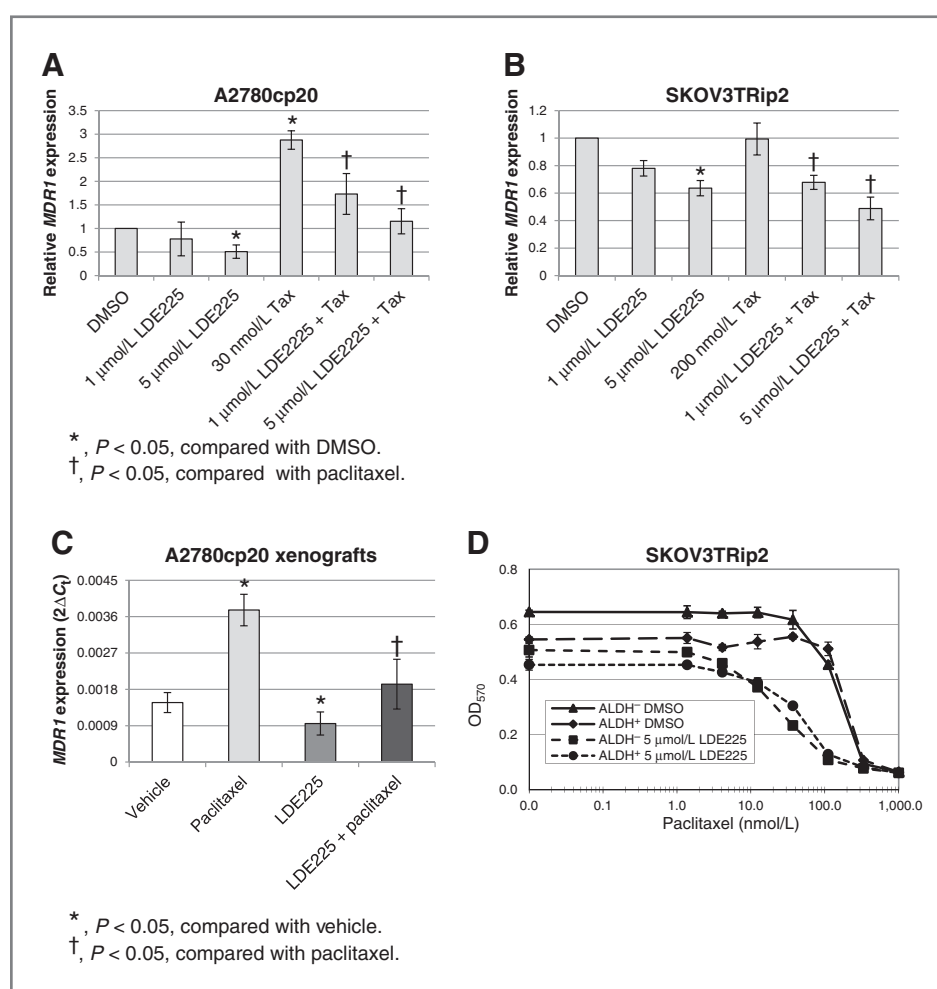 A
A2780cp20
Relative MDR1 expression
3.5
3
2.5
2
1.5
1
0.5
0
*
*
†
†
DMSO
1 µmol/L LDE225
5 µmol/L LDE225
30 nmol/L Tax
1 µmol/L LDE2225 + Tax
5 µmol/L LDE2225 + Tax
B
SKOV3TRip2
Relative MDR1 expression
1.2
1
0.8
0.6
0.4
0.2
0
*
†
†
DMSO
1 µmol/L LDE225
5 µmol/L LDE225
200 nmol/L Tax
1 µmol/L LDE225 + Tax
5 µmol/L LDE225 + Tax
*, P < 0.05, compared with DMSO.
†, P < 0.05, compared with paclitaxel.
C
A2780cp20 xenografts
MDR1 expression (2ΔCt)
0.0045
0.0036
0.0027
0.0018
0.0009
0
*
*
†
Vehicle
Paclitaxel
LDE225
LDE225 + paclitaxel
*, P < 0.05, compared with vehicle.
†, P < 0.05, compared with paclitaxel.
D
SKOV3TRip2
OD570
0.8
0.6
0.4
0.2
0.0
ALDH⁻ DMSO
ALDH⁺ DMSO
ALDH⁻ 5 µmol/L LDE225
ALDH⁺ 5 µmol/L LDE225
0.0 0.1 1.0 10.0 100.0 1,000.0
Paclitaxel (nmol/L)